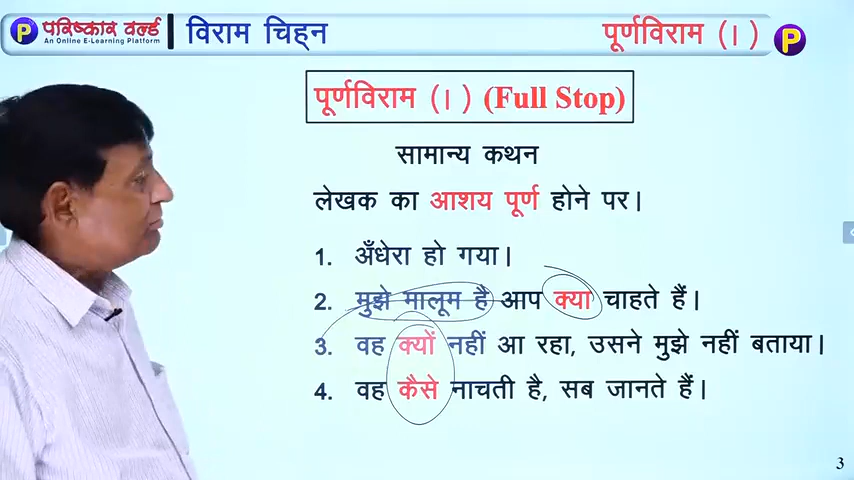 परिष्कार वर्ल्ड
An Online E-Learning Platform
विराम चिह्न
पूर्णविराम (।)
P
P
पूर्णविराम (।) (Full Stop)
सामान्य कथन
लेखक का आशय पूर्ण होने पर।
1. अँधेरा हो गया।
2. मुझे मालूम है आप क्या चाहते हैं।
3. वह क्यों नहीं आ रहा, उसने मुझे नहीं बताया।
4. वह कैसे नाचती है, सब जानते हैं।
3